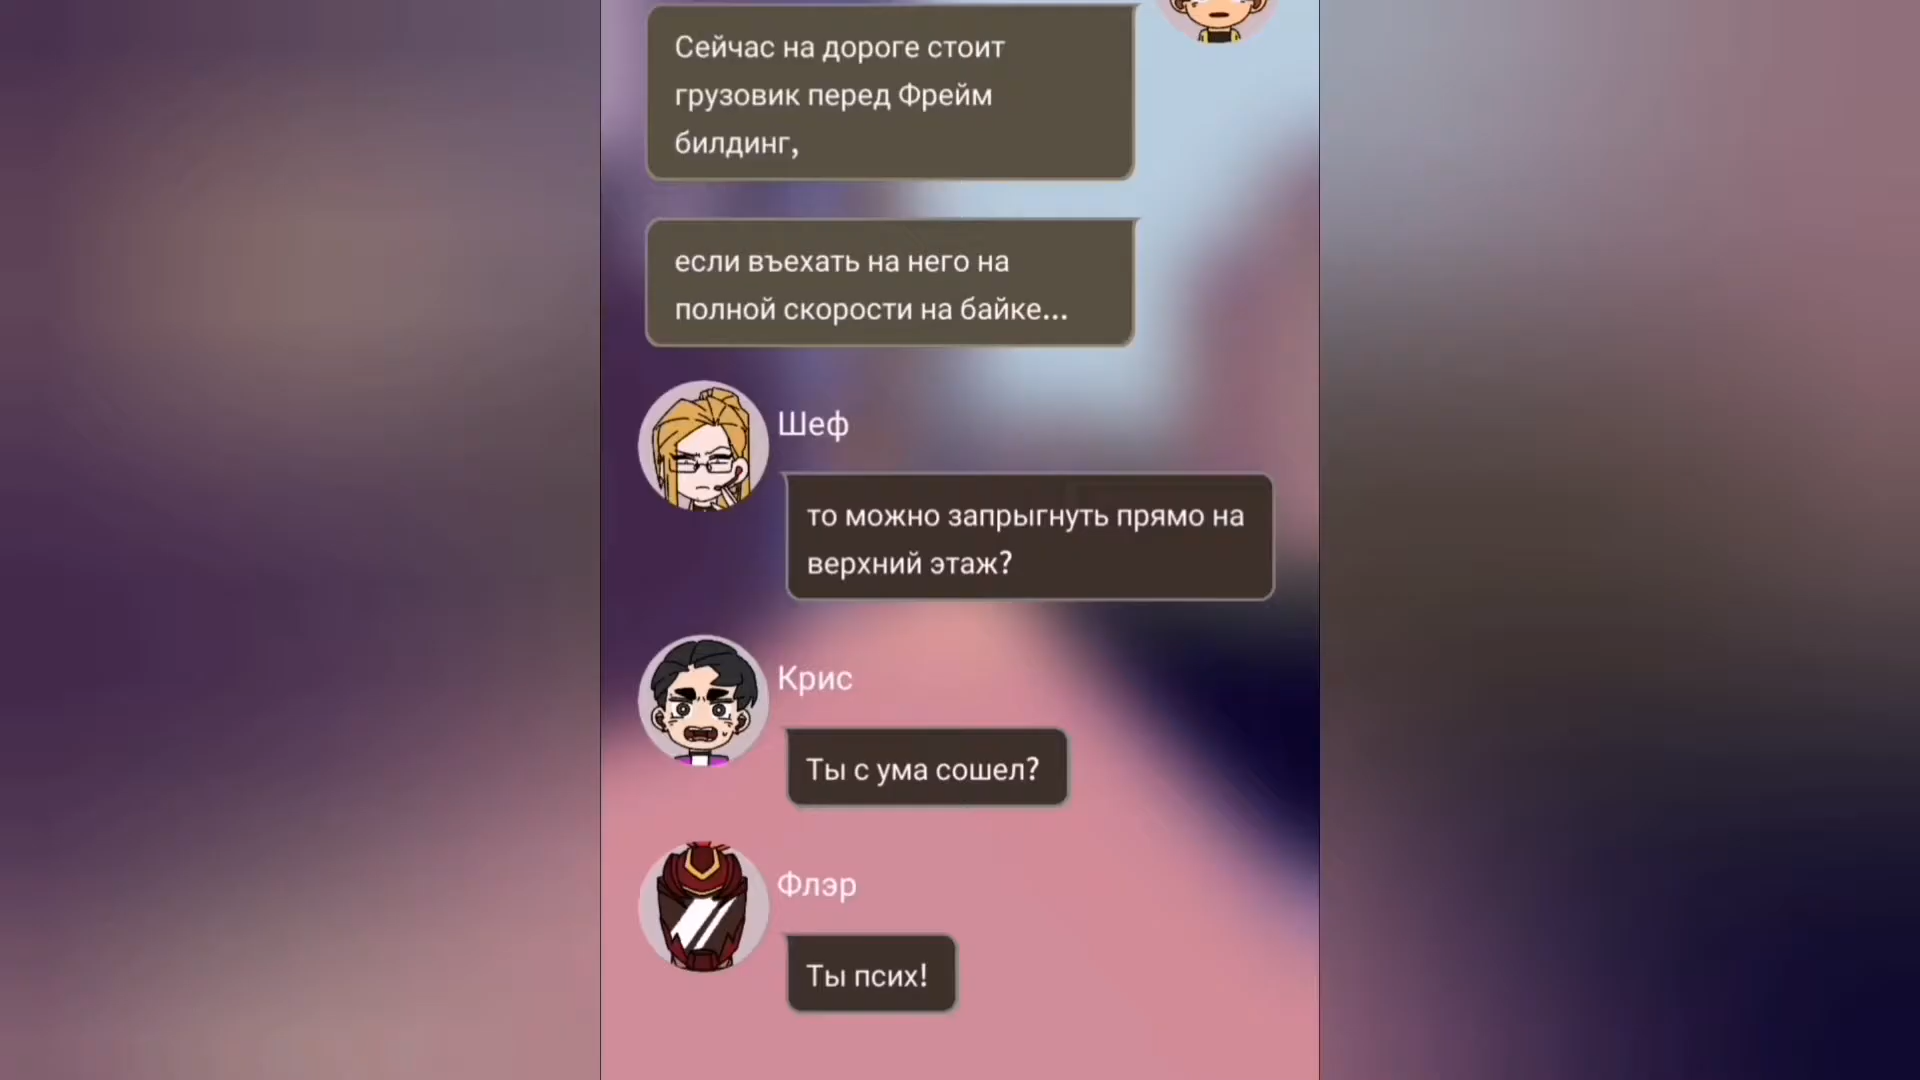 Сейчас на дороге стоит
грузовик перед Фрейм
билдинг,
если въехать на него на
полной скорости на байке...
Шеф
то можно запрыгнуть прямо на
верхний этаж?
Крис
Ты с ума сошел?
Флэр
Ты псих!